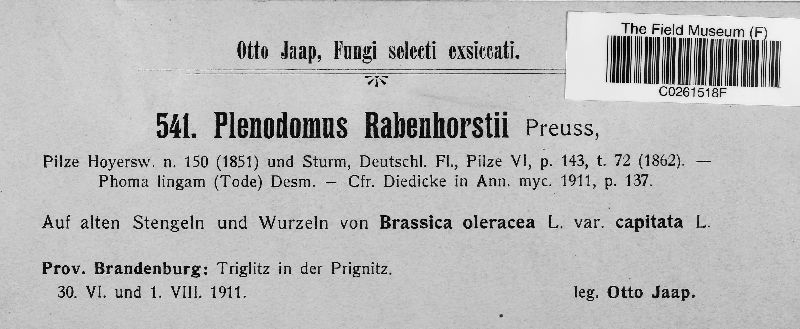 Otto Jaap, Fungi selecti exsiccati.
The Field Museum (F)
C0261518F
541. Plenodomus Rabenhorstii Preuss,
Pilze Hoyersw. n. 150 (1851) und Sturm, Deutschl. Fl., Pilze VI, p. 143, t. 72 (1862). —
Phoma lingam (Tode) Desm. — Cfr. Diedicke in Ann. myc. 1911, p. 137.
Auf alten Stengeln und Wurzeln von Brassica oleracea L. var. capitata L.
Prov. Brandenburg: Triglitz in der Prignitz.
30. VI. und 1. VIII. 1911. leg. Otto Jaap.